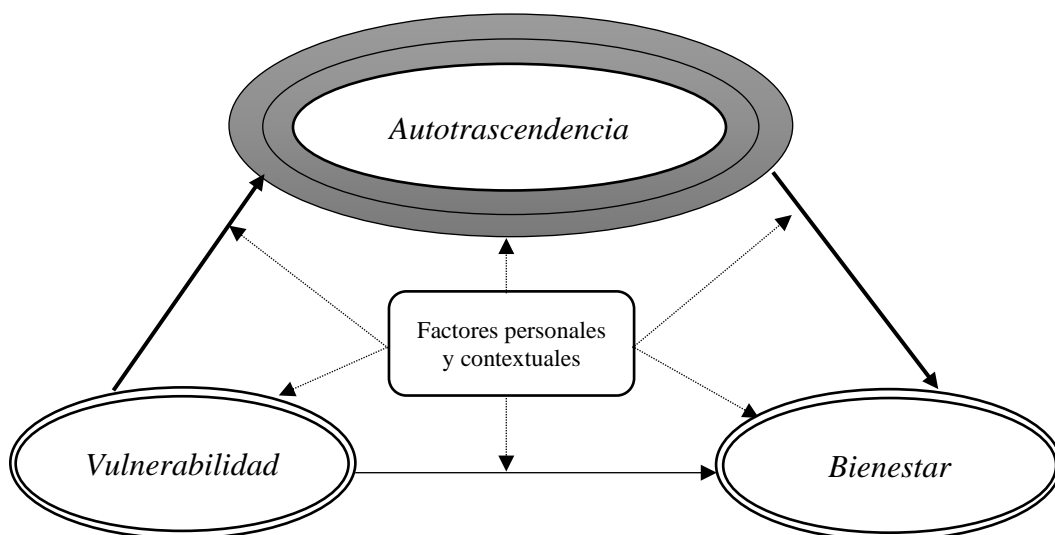 Autotrascendencia
Factores personales
y contextuales
Vulnerabilidad
Bienestar